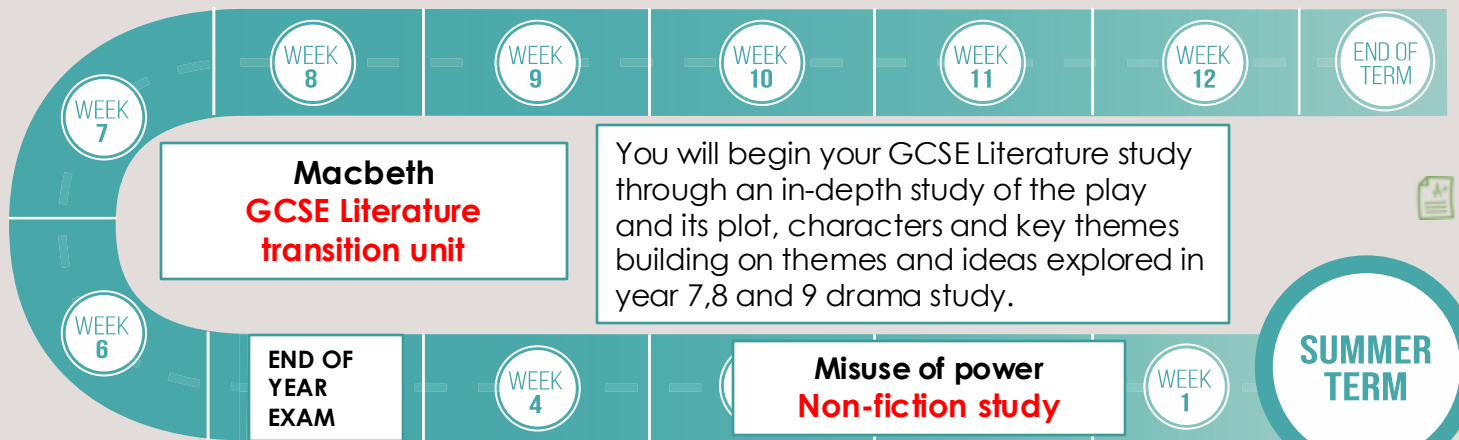 WEEK
8
WEEK
9
WEEK
10
WEEK
11
WEEK
12
END OF
TERM
WEEK
7
Macbeth
GCSE Literature
transition unit
You will begin your GCSE Literature study
through an in-depth study of the play
and its plot, characters and key themes
building on themes and ideas explored in
year 7,8 and 9 drama study.
WEEK
6
END OF
YEAR
EXAM
WEEK
4
Misuse of power
Non-fiction study
WEEK
1
SUMMER
TERM